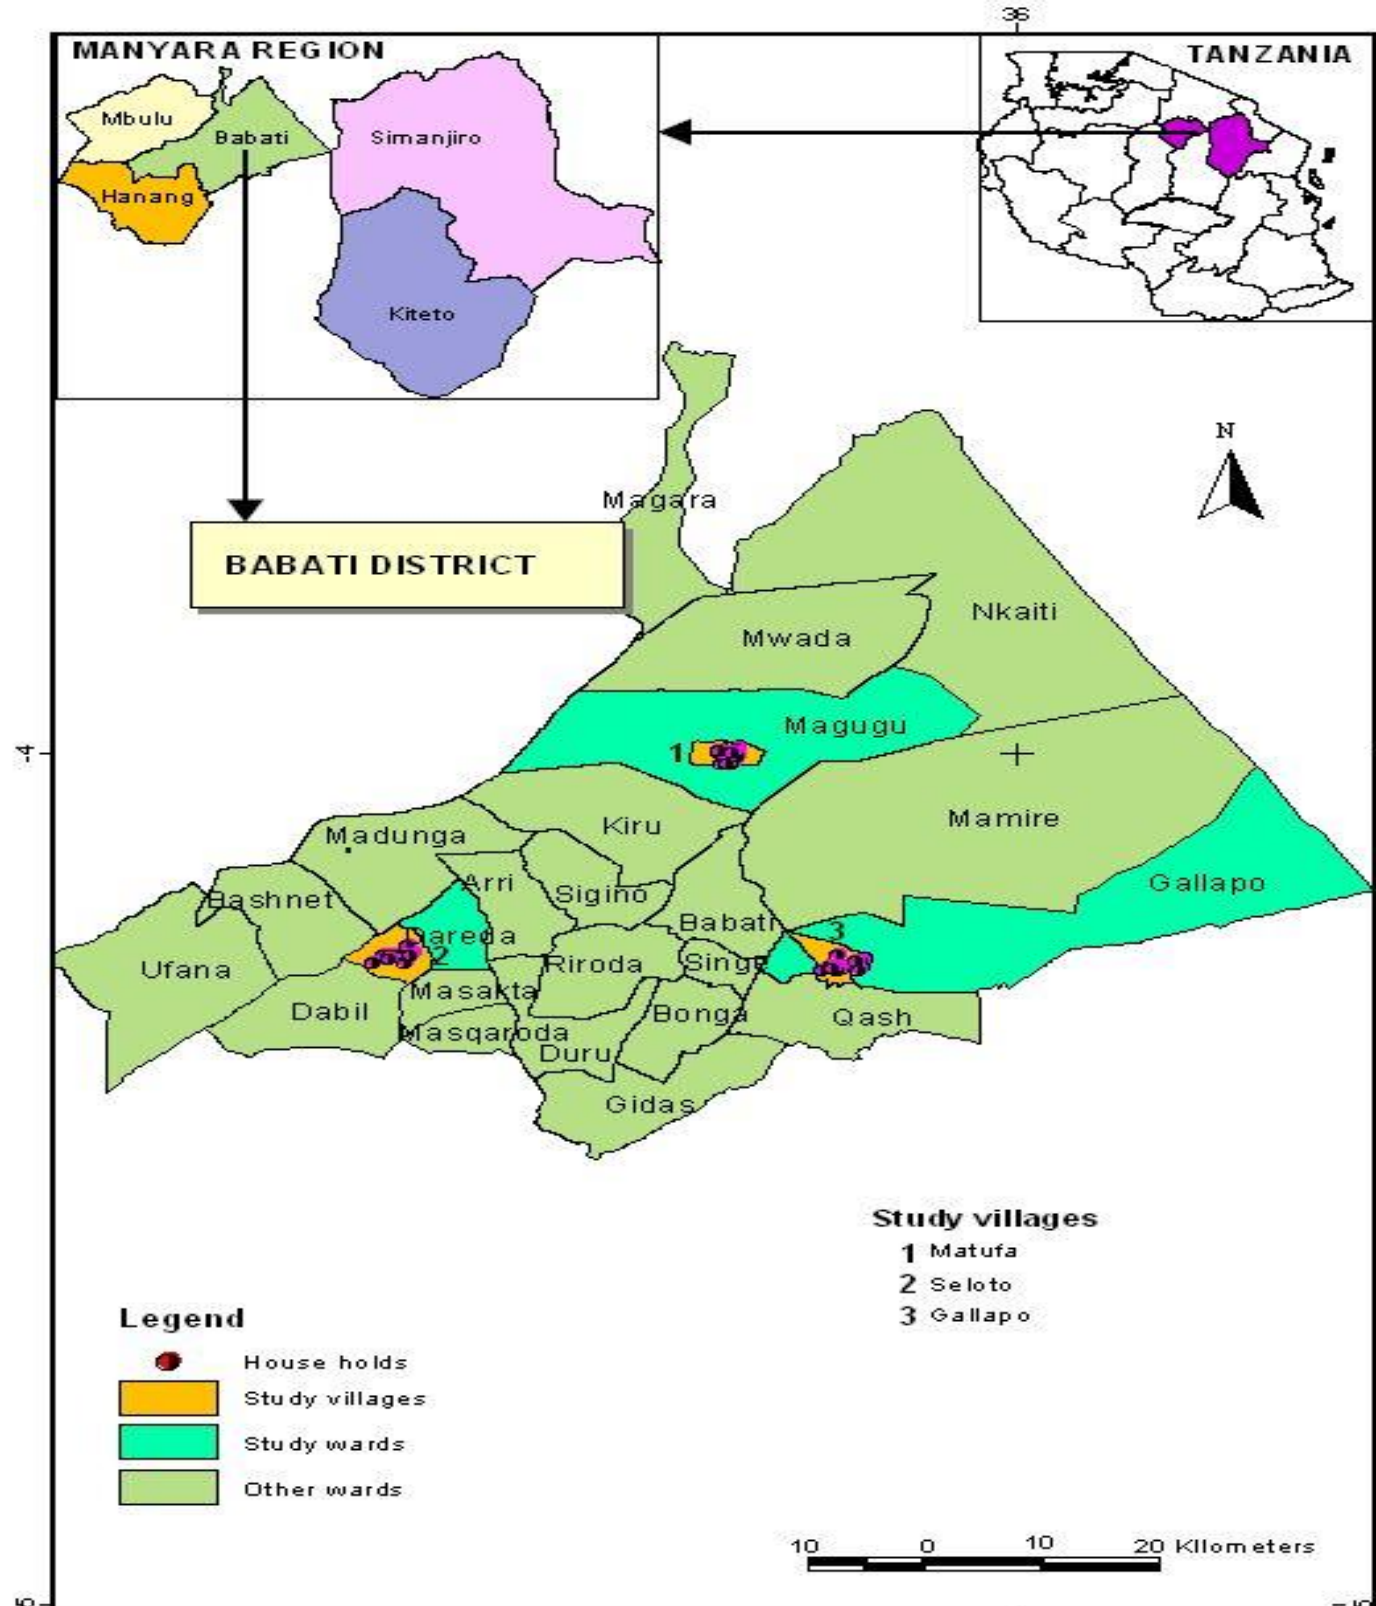 36
MANYARA REGION
TANZANIA
Mbulu
Babati
Simanjiro
Hanang
Kiteto
N
Magara
BABATI DISTRICT
Nkaiti
Mwada
Magugu
-4
1
Kiru
Mamire
Madunga
Arri
Sigino
Gallapo
Bashnet
Babati
3
Dareda
2
Ufana
Riroda
Singe
Masakta
Dabil
Bonga
Qash
Masqaroda
Duru
Gidas
Study villages
1 Matufa
2 Seloto
3 Gallapo
Legend
House holds
Study villages
Study wards
Other wards
10 0 10 20 Kilometers